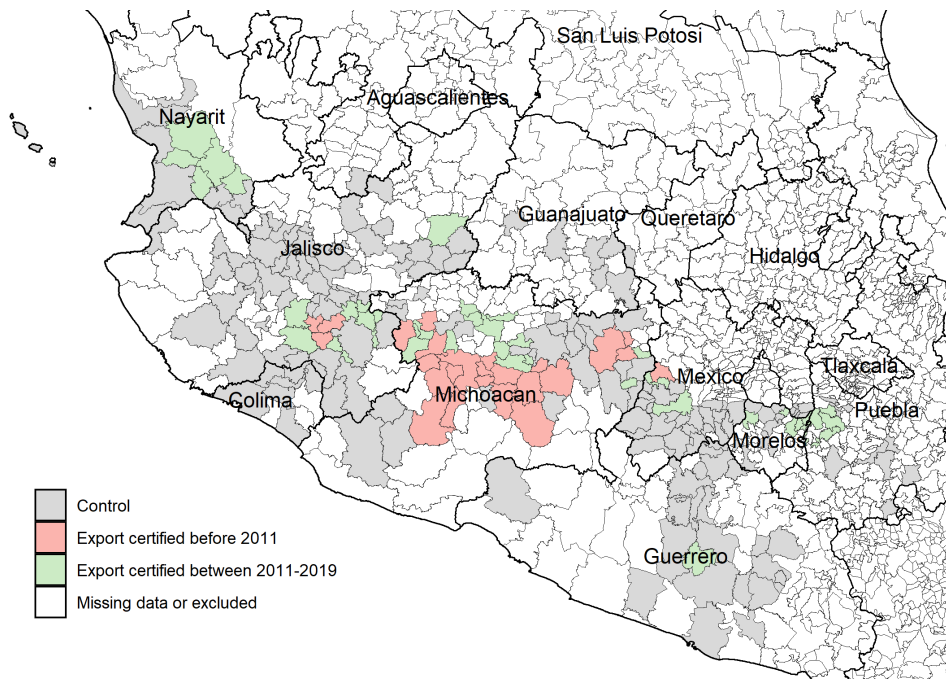 San Luis Potosi
Aguascalientes
Nayarit
Guanajuato
Queretaro
Jalisco
Hidalgo
Tlaxcala
Mexico
Michoacan
Colima
Puebla
Morelos
Guerrero
Control
Export certified before 2011
Export certified between 2011-2019
Missing data or excluded